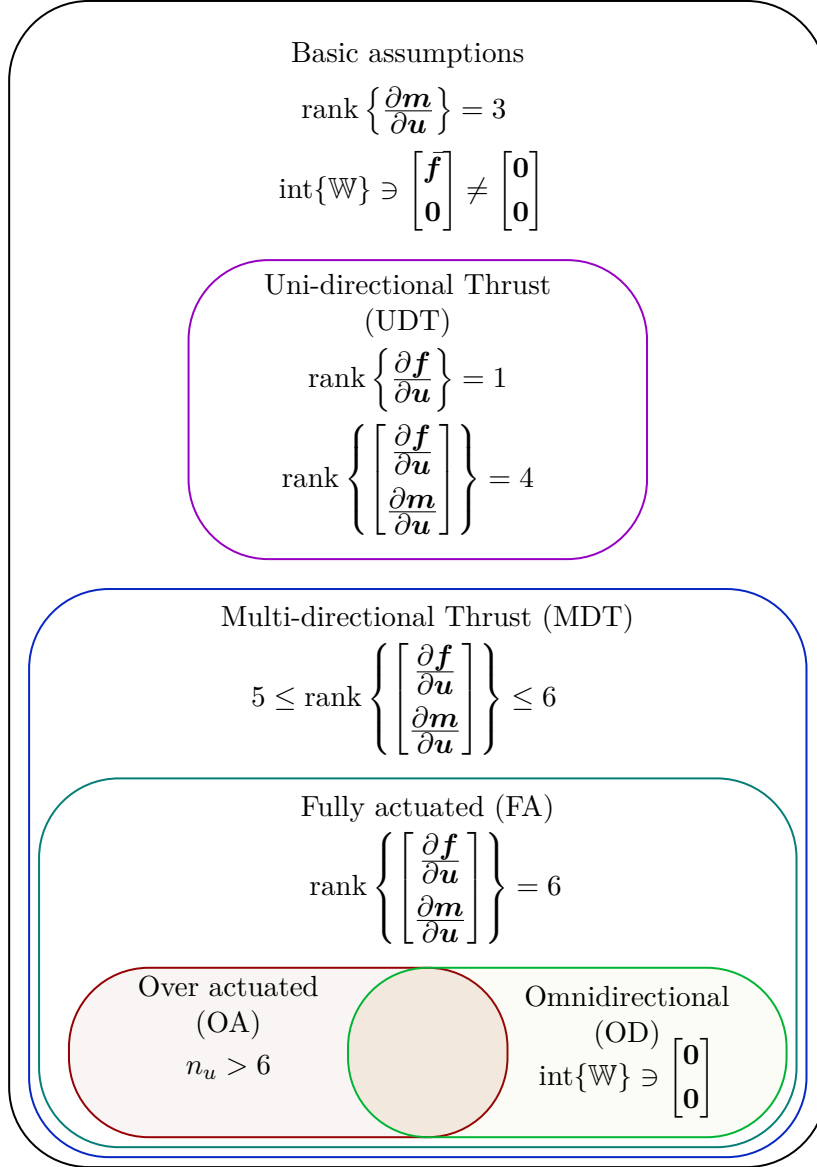 Basic assumptions
rank { ∂m/∂u } = 3
int{𝕎} ∋ [f̄; 0] ≠ [0; 0]
Uni-directional Thrust
(UDT)
rank { ∂f/∂u } = 1
rank { [∂f/∂u; ∂m/∂u] } = 4
Multi-directional Thrust (MDT)
5 ≤ rank { [∂f/∂u; ∂m/∂u] } ≤ 6
Fully actuated (FA)
rank { [∂f/∂u; ∂m/∂u] } = 6
Over actuated
(OA)
n_u > 6
Omnidirectional
(OD)
int{𝕎} ∋ [0; 0]